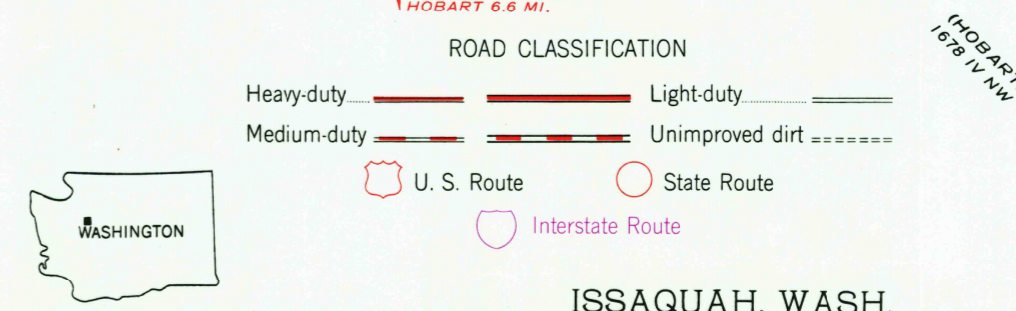 HOBART 6.6 MI.
(HOBART
1678 IV NW
ROAD CLASSIFICATION
Heavy-duty
Light-duty
Medium-duty
Unimproved dirt
U. S. Route
State Route
WASHINGTON
Interstate Route
ISSAQUAH, WASH.